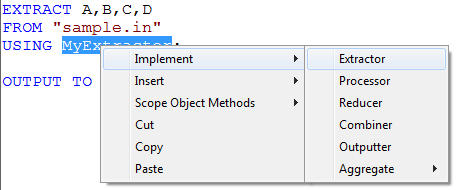 EXTRACT A,B,C,D
FROM "sample.in"
USING MyExtractor;
OUTPUT TO
Implement
Insert
Scope Object Methods
Cut
Copy
Paste
Extractor
Processor
Reducer
Combiner
Outputter
Aggregate